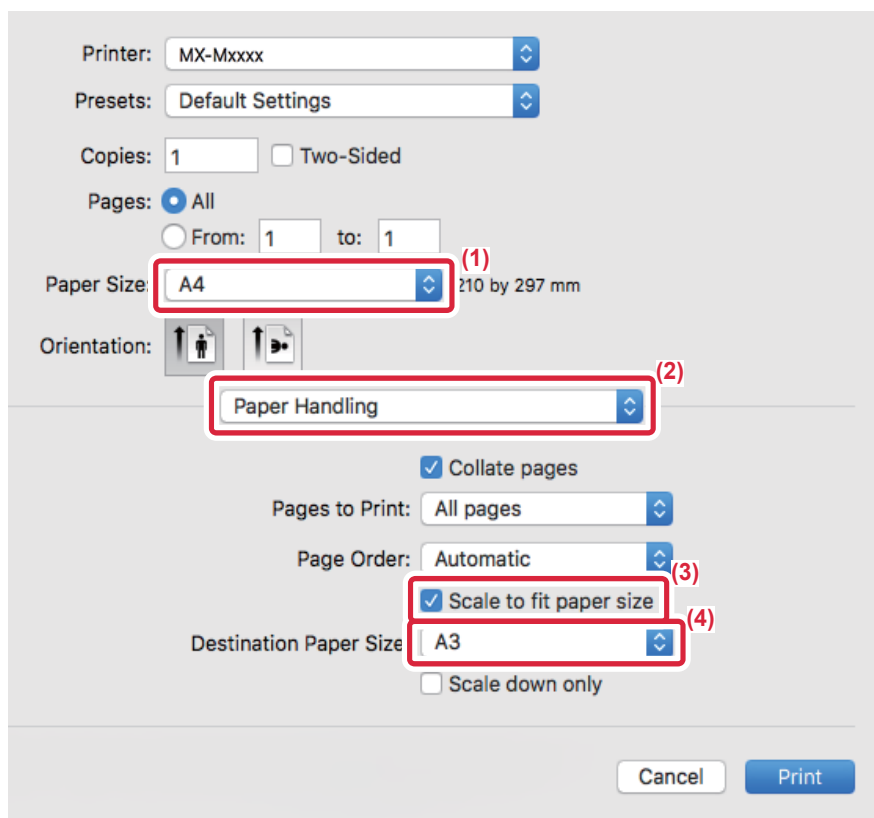 Printer: MX-Mxxxx
Presets: Default Settings
Copies: 1 Two-Sided
Pages: All
From: 1 to: 1
(1)
Paper Size: A4 210 by 297 mm
Orientation:
(2)
Paper Handling
Collate pages
Pages to Print: All pages
Page Order: Automatic
(3)
Scale to fit paper size
(4)
Destination Paper Size A3
Scale down only
Cancel Print